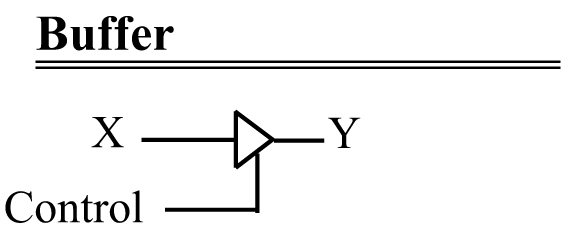 Buffer
X
Y
Control